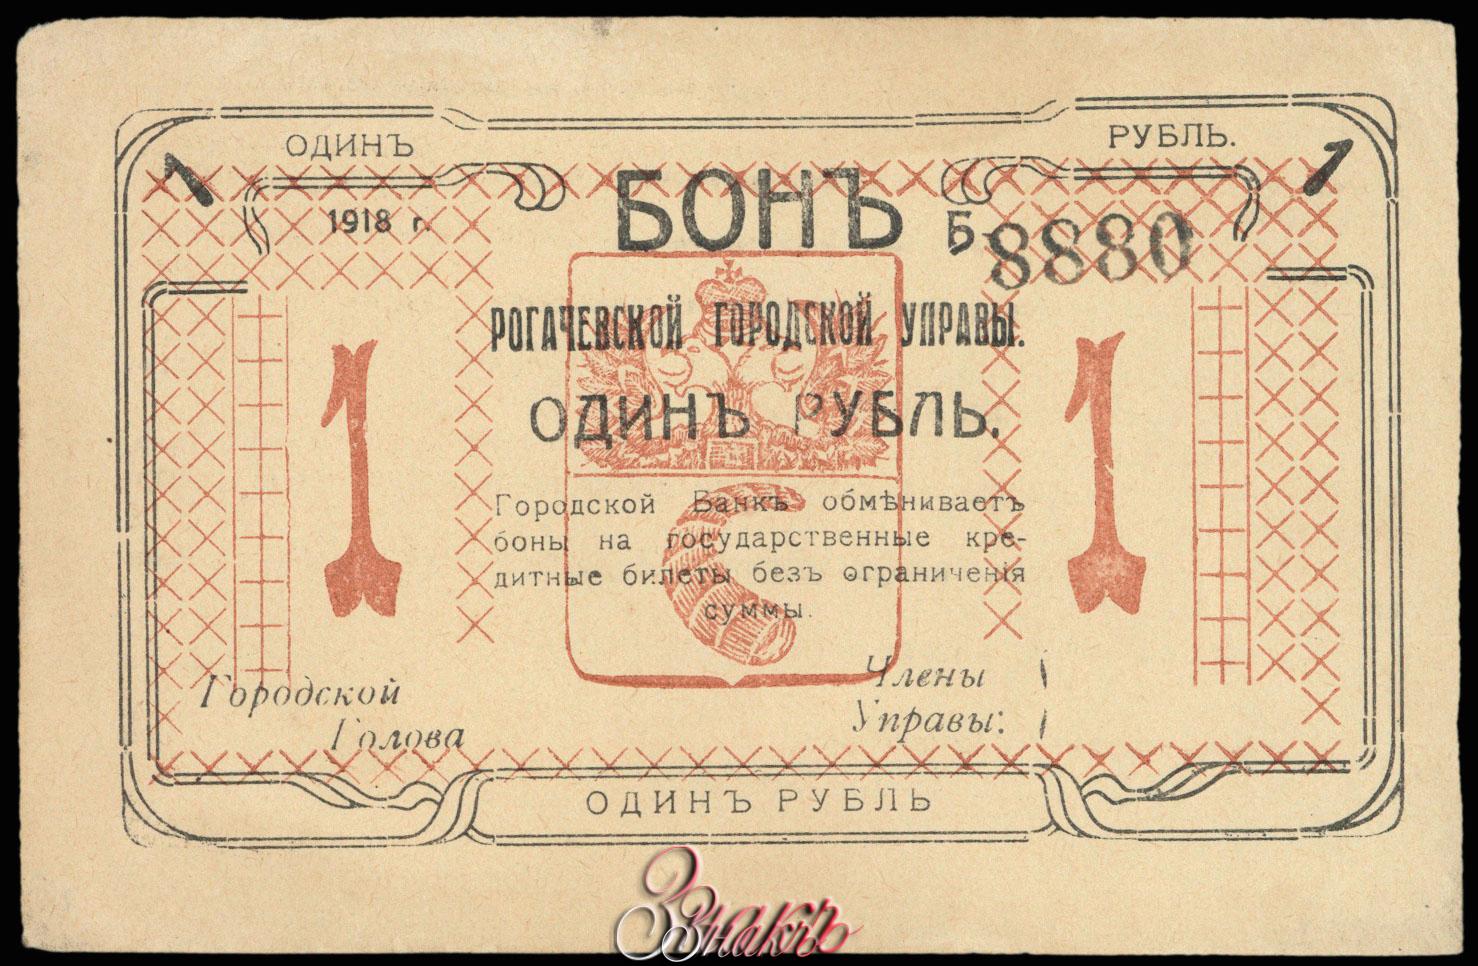 ОДИНЪ РУБЛЬ.
1 1
1918 г. БОНЪ Б-8880
РОГАЧЕВСКОЙ ГОРОДСКОЙ УПРАВЫ.
ОДИНЪ РУБЛЬ.
1 1
Городской Банкъ обмѣниваетъ
боны на государственные кре-
дитные билеты безъ ограниченія
суммы.
Городской
Голова
Члены
Управы:
ОДИНЪ РУБЛЬ
Знакъ